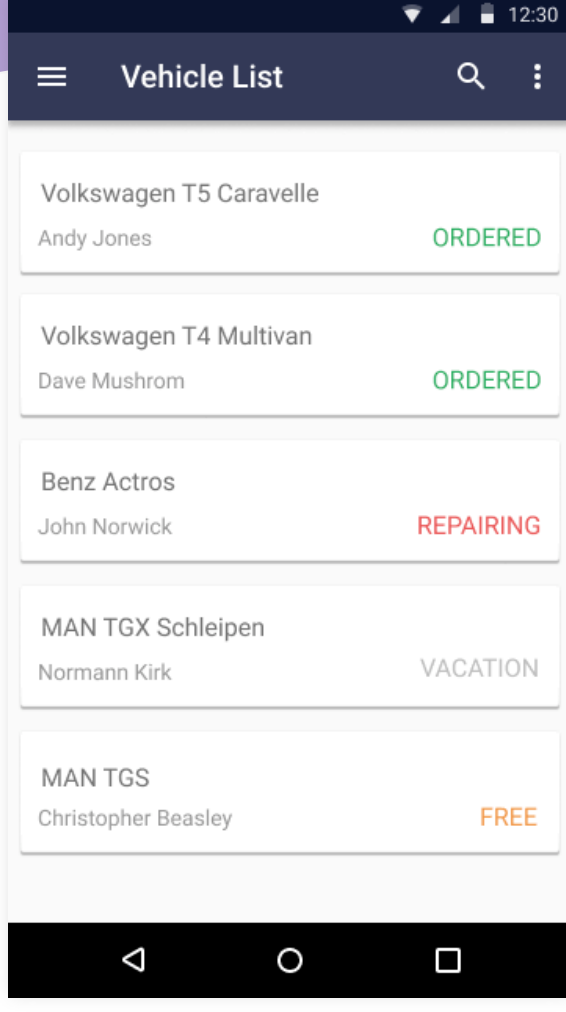 12:30
Vehicle List
Volkswagen T5 Caravelle
Andy Jones ORDERED
Volkswagen T4 Multivan
Dave Mushrom ORDERED
Benz Actros
John Norwick REPAIRING
MAN TGX Schleipen
Normann Kirk VACATION
MAN TGS
Christopher Beasley FREE